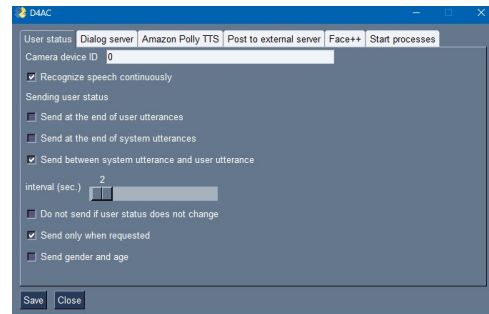 D4AC
User status Dialog server Amazon Polly TTS Post to external server Face++ Start processes
Camera device ID 0
Recognize speech continuously
Sending user status
Send at the end of user utterances
Send at the end of system utterances
Send between system utterance and user utterance
2
interval (sec.)
Do not send if user status does not change
Send only when requested
Send gender and age
Save Close